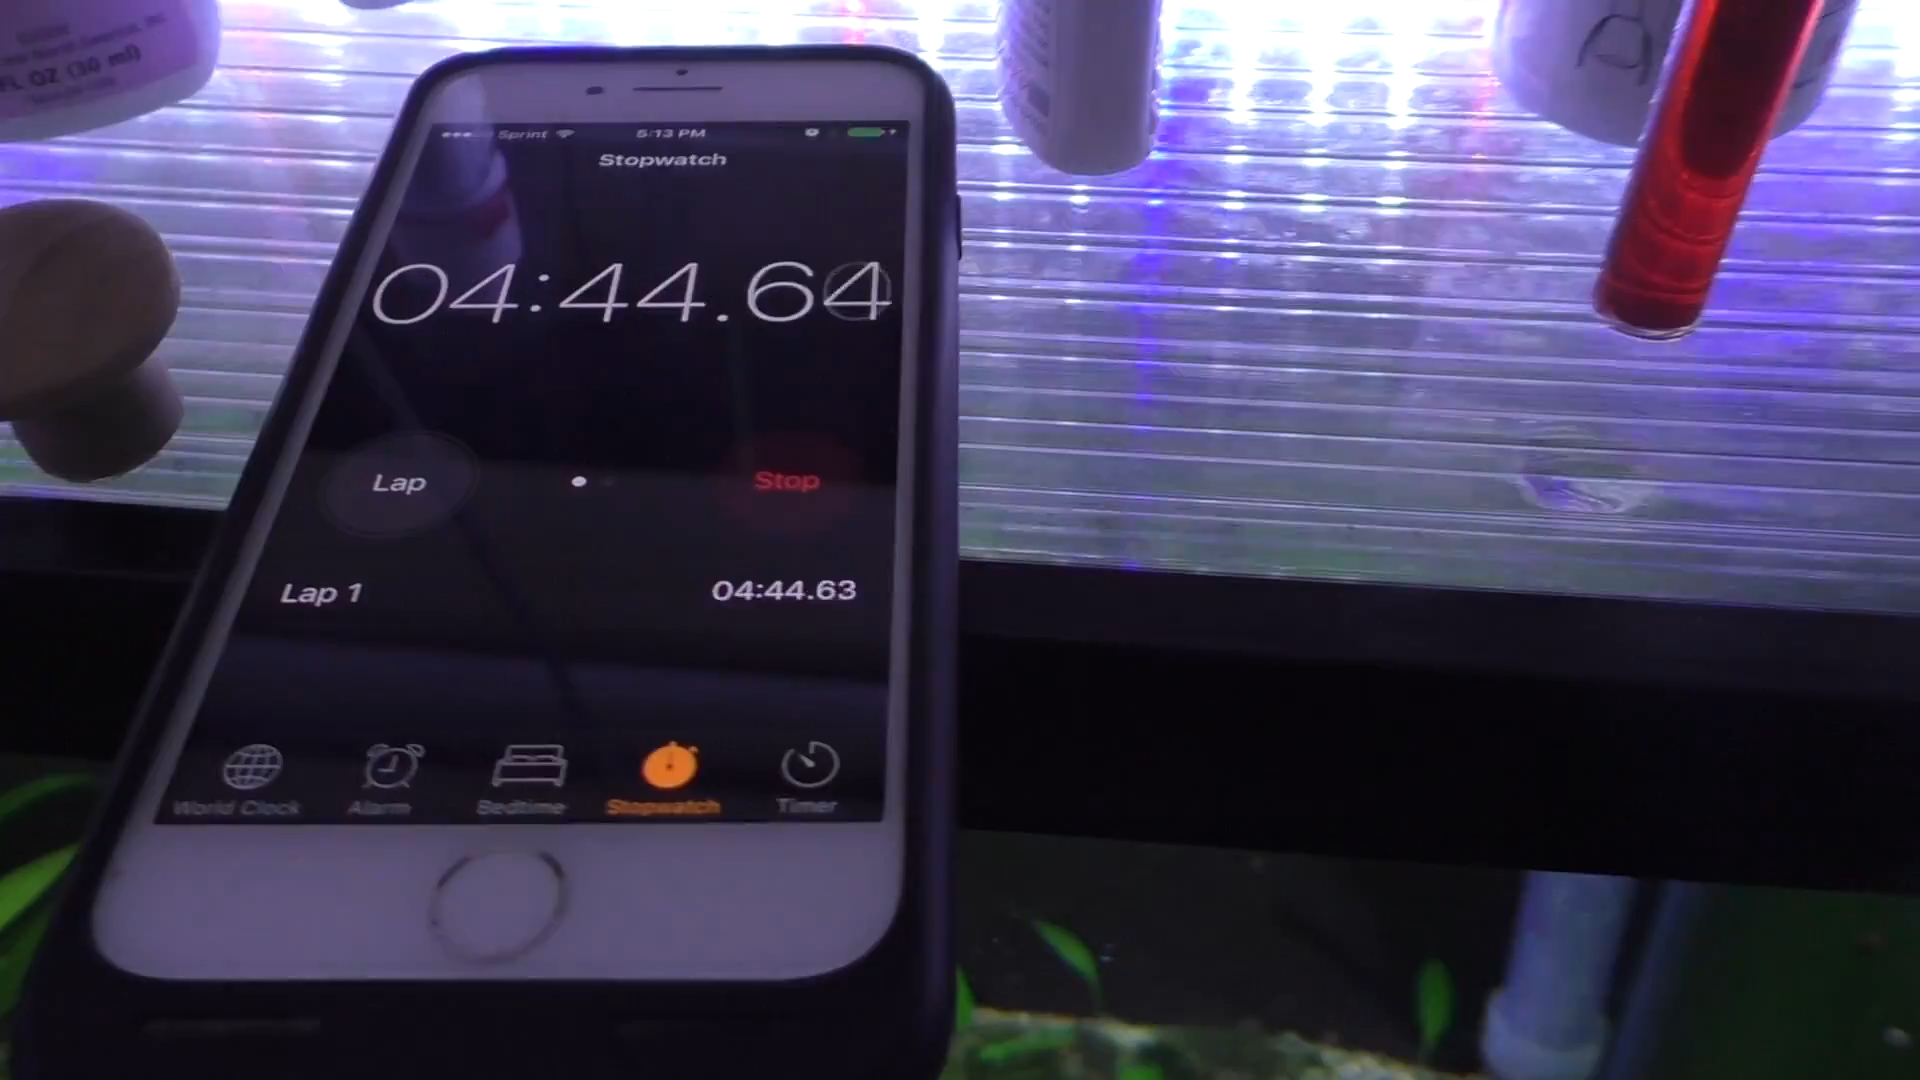 FL OZ (30 ml)
Sprint 5:13 PM
Stopwatch
04:44.64
Lap Stop
Lap 1 04:44.63
World Clock Alarm Bedtime Stopwatch Timer